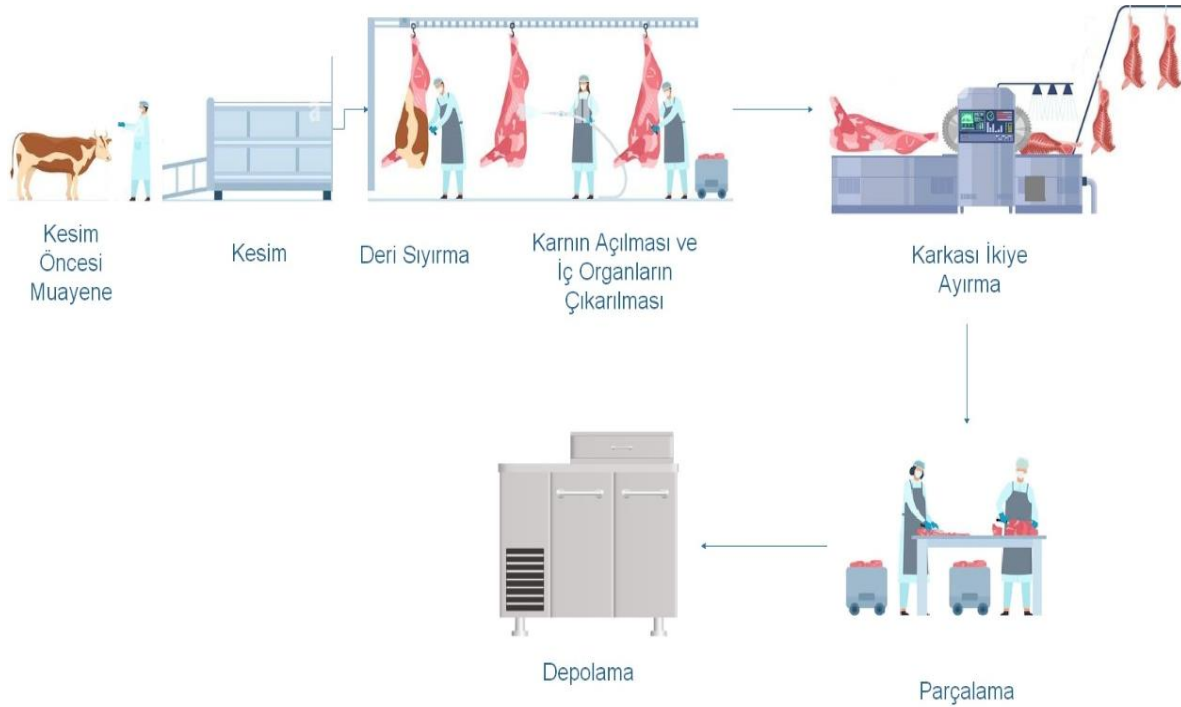 Kesim
Öncesi
Muayene
Kesim
Deri Sıyırma
Karnın Açılması ve
İç Organların
Çıkarılması
Karkası İkiye
Ayırma
Depolama
Parçalama